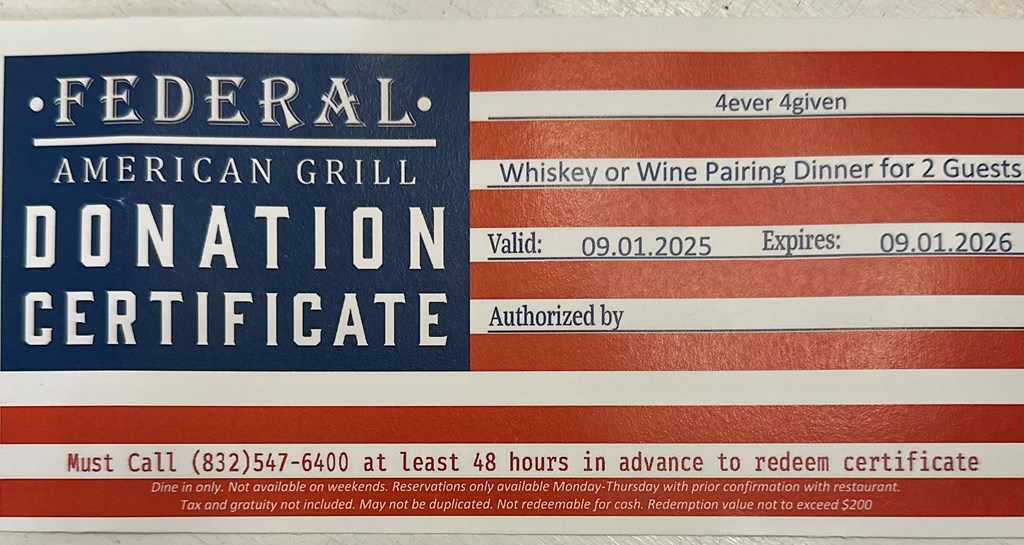 ·FEDERAL·
AMERICAN GRILL
DONATION
CERTIFICATE
4ever 4given
Whiskey or Wine Pairing Dinner for 2 Guests
Valid: 09.01.2025 Expires: 09.01.2026
Authorized by
Must Call (832)547-6400 at least 48 hours in advance to redeem certificate
Dine in only. Not available on weekends. Reservations only available Monday-Thursday with prior confirmation with restaurant.
Tax and gratuity not included. May not be duplicated. Not redeemable for cash. Redemption value not to exceed $200